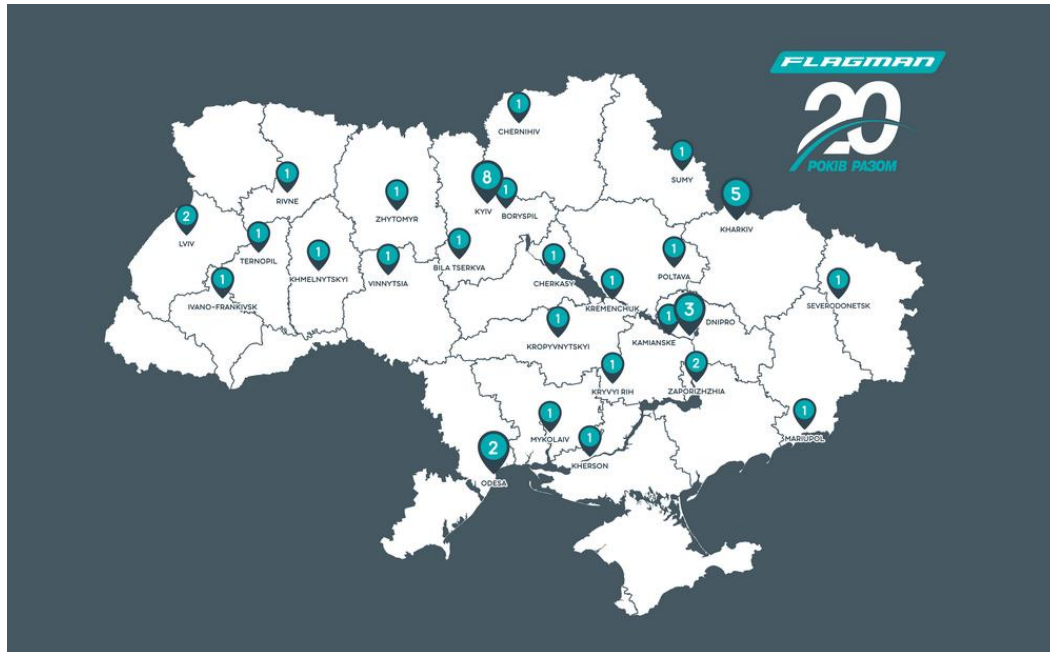 FLAGMAN
20
РОКІВ РАЗОМ
1
CHERNIHIV
1
SUMY
1
RIVNE
1
ZHYTOMYR
8
KYIV
1
BORYSPIL
5
KHARKIV
2
LVIV
1
TERNOPIL
1
KHMELNYTSKYI
1
VINNYTSIA
1
BILA TSERKVA
1
CHERKASY
1
POLTAVA
1
IVANO-FRANKIVSK
1
KREMENCHUK
1
SEVERODONETSK
1
KROPYVNYTSKYI
1
KAMIANSKE
3
DNIPRO
1
KRYVYI RIH
2
ZAPORIZHZHIA
1
MYKOLAIV
1
KHERSON
1
MARIUPOL
2
ODESA